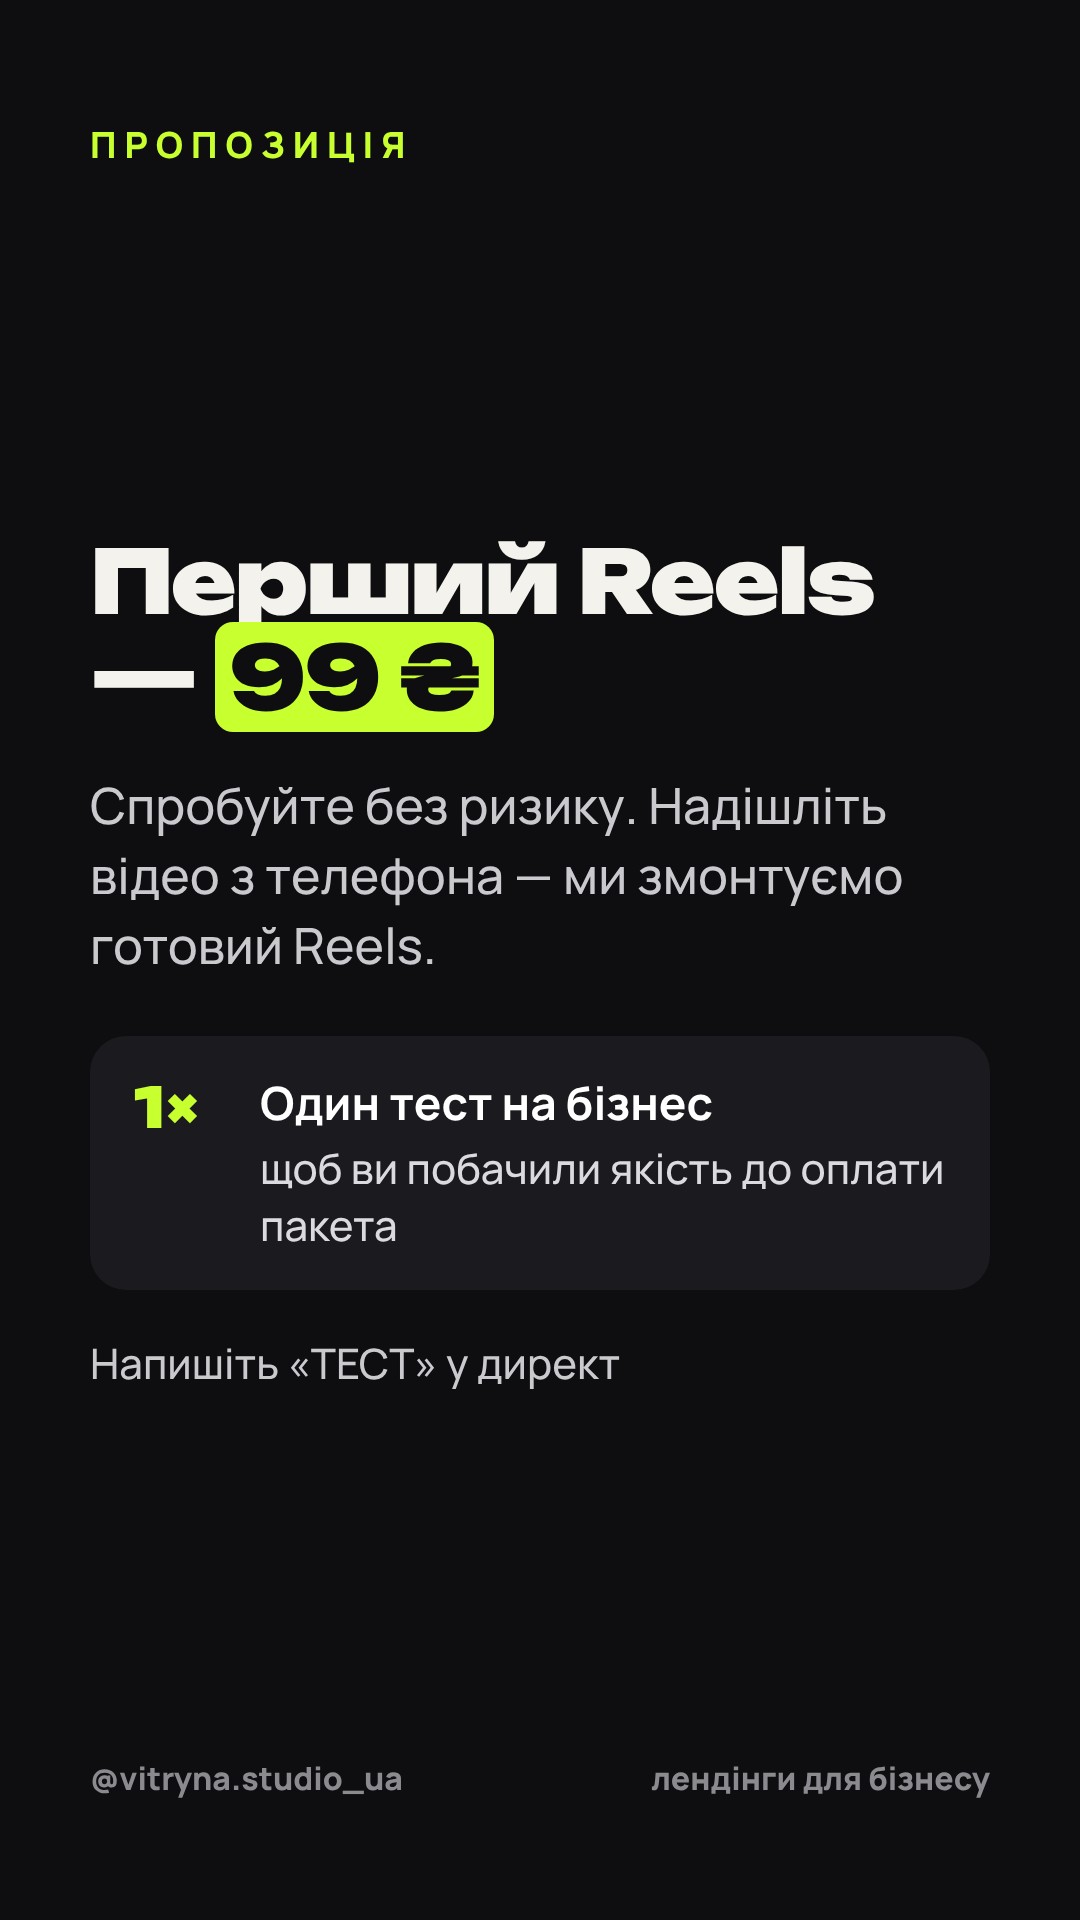 ПРОПОЗИЦІЯ
Перший Reels
— 99 ₴
Спробуйте без ризику. Надішліть
відео з телефона — ми змонтуємо
готовий Reels.
1× Один тест на бізнес
щоб ви побачили якість до оплати
пакета
Напишіть «ТЕСТ» у директ
@vitryna.studio_ua лендінги для бізнесу